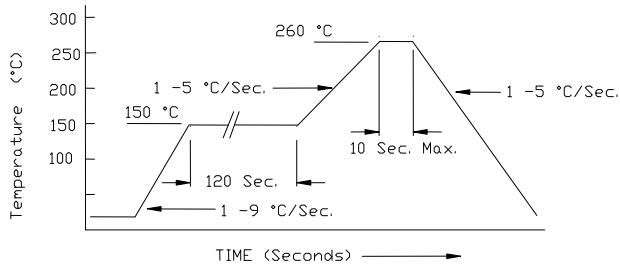 300
260 °C
250
200
1 -5 °C/Sec.
1 -5 °C/Sec.
150 °C
150
10 Sec. Max.
100
120 Sec.
1 -9 °C/Sec.
Temperature (°C)
TIME (Seconds)